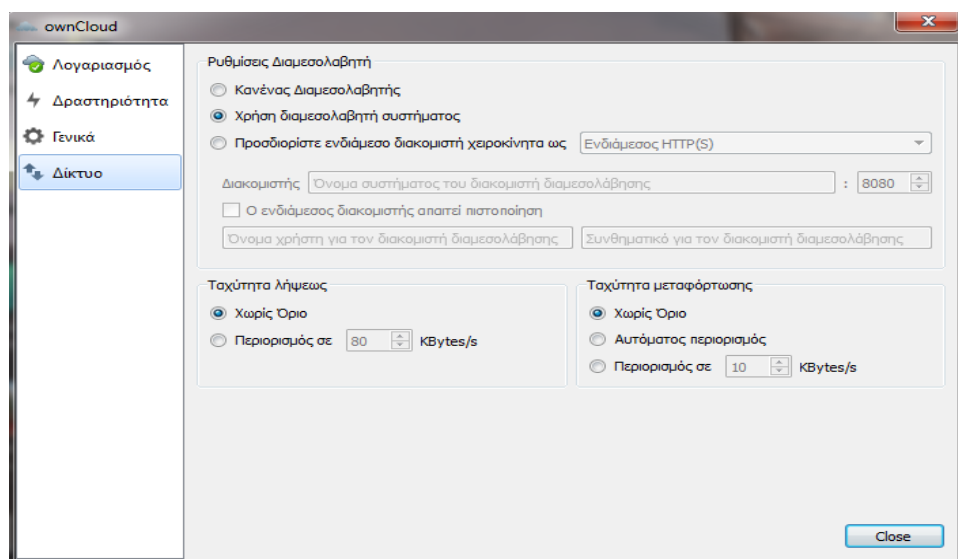 ownCloud
Λογαριασμός
Δραστηριότητα
Γενικά
Δίκτυο
Ρυθμίσεις Διαμεσολαβητή
Κανένας Διαμεσολαβητής
Χρήση διαμεσολαβητή συστήματος
Προσδιορίστε ενδιάμεσο διακομιστή χειροκίνητα ως Ενδιάμεσος HTTP(S)
Διακομιστής Όνομα συστήματος του διακομιστή διαμεσολάβησης : 8080
Ο ενδιάμεσος διακομιστής απαιτεί πιστοποίηση
Όνομα χρήστη για τον διακομιστή διαμεσολάβησης Συνθηματικό για τον διακομιστή διαμεσολάβησης
Ταχύτητα λήψεως
Χωρίς Όριο
Περιορισμός σε 80 KBytes/s
Ταχύτητα μεταφόρτωσης
Χωρίς Όριο
Αυτόματος περιορισμός
Περιορισμός σε 10 KBytes/s
Close